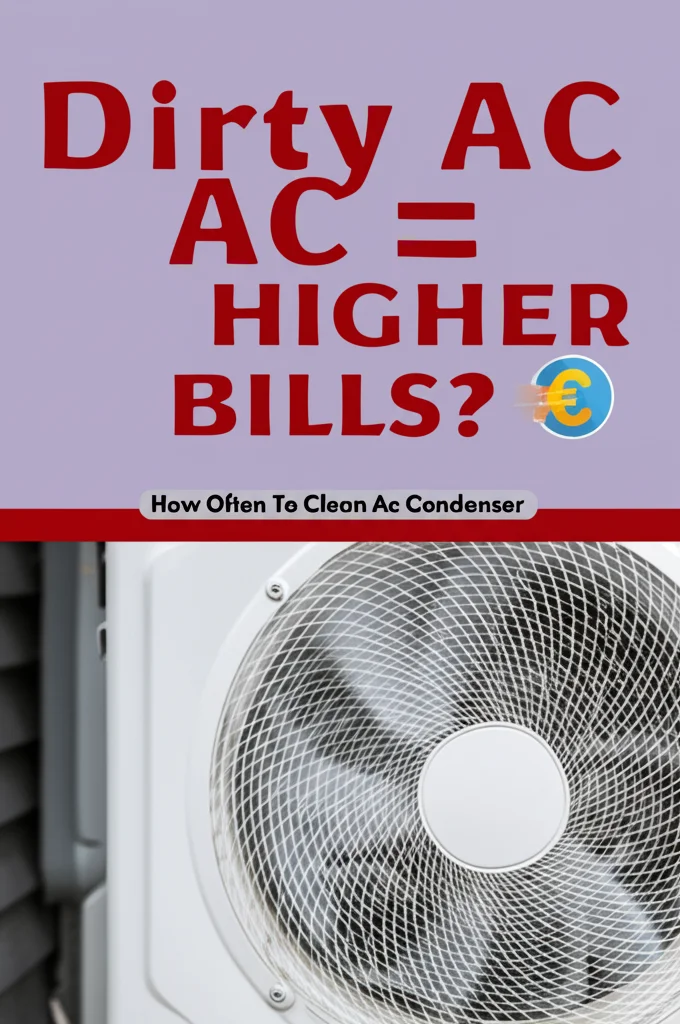 Dirty AC
AC =
HIGHER
BILLS? €
How Often To Clean Ac Condenser